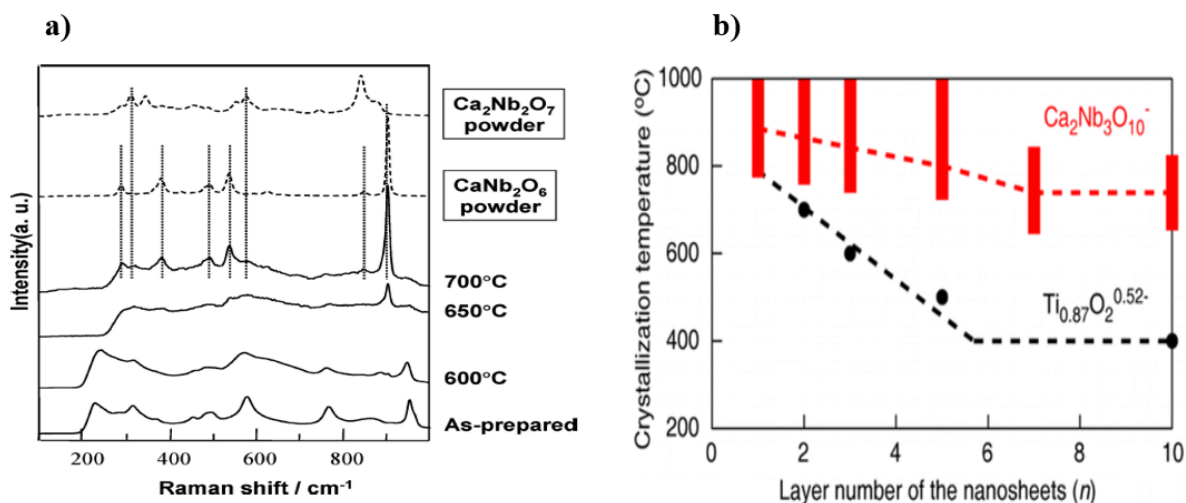 a)
Ca₂Nb₂O₇
powder
CaNb₂O₆
powder
700°C
650°C
600°C
As-prepared
Intensity(a. u.)
200 400 600 800
Raman shift / cm⁻¹
b)
1000
800
600
400
200
Crystallization temperature (°C)
Ca₂Nb₃O₁₀⁻
Ti₀.₈₇O₂⁰·⁵²⁻
0 2 4 6 8 10
Layer number of the nanosheets (n)